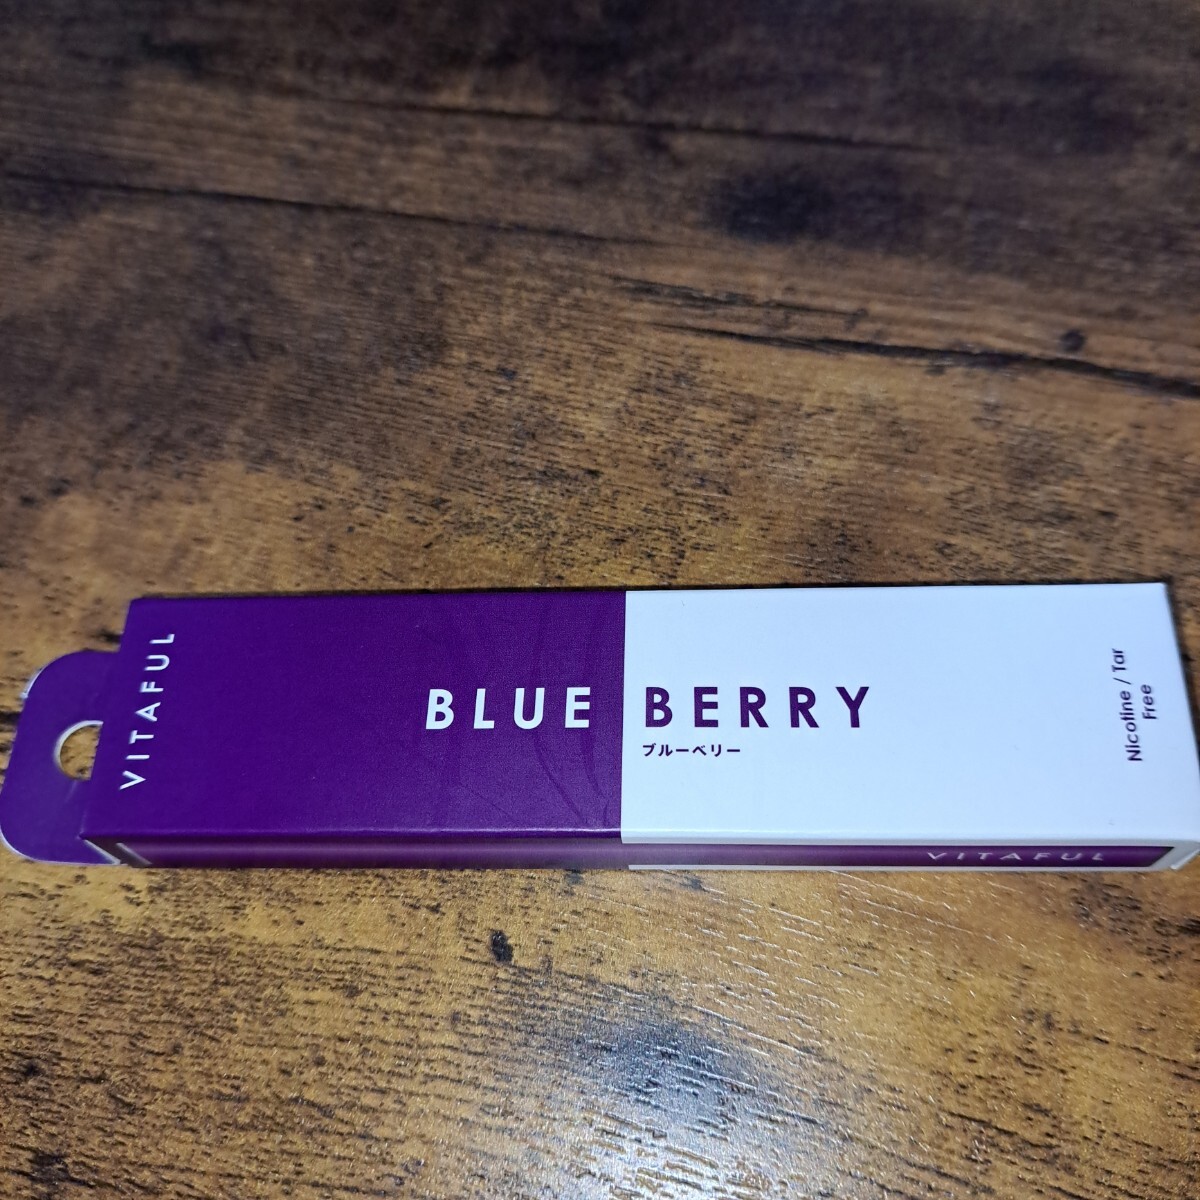 VITAFUL
BLUE BERRY
ブルーベリー
Nicotine / Tar
Free
VITAFUL